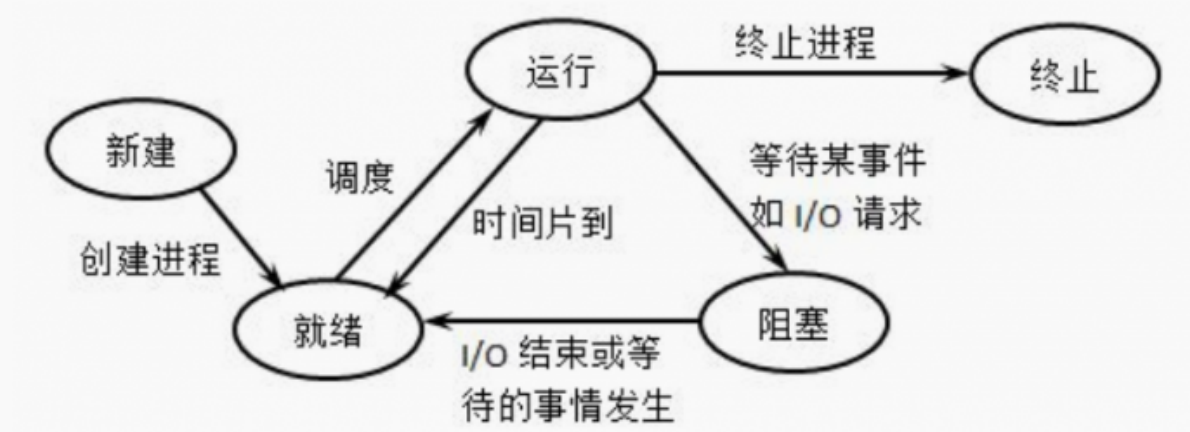 终止进程
运行
终止
新建
等待某事件
调度
如 I/O 请求
时间片到
创建进程
就绪
阻塞
I/O 结束或等
待的事情发生